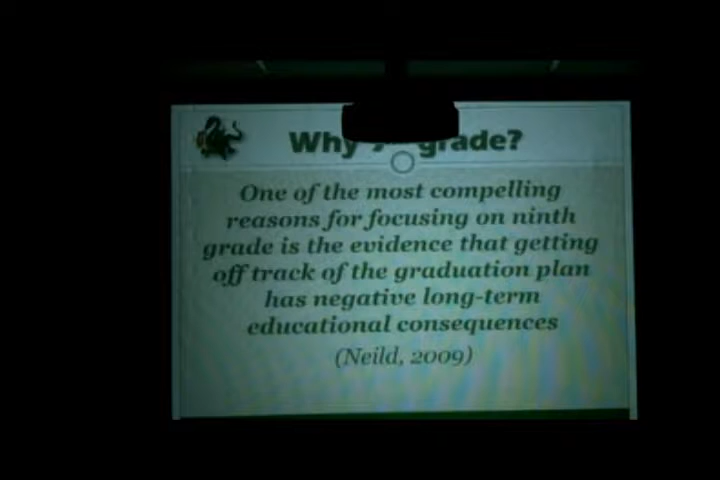 Why grade?
One of the most compelling
reasons for focusing on ninth
grade is the evidence that getting
off track of the graduation plan
has negative long-term
educational consequences
(Neild, 2009)